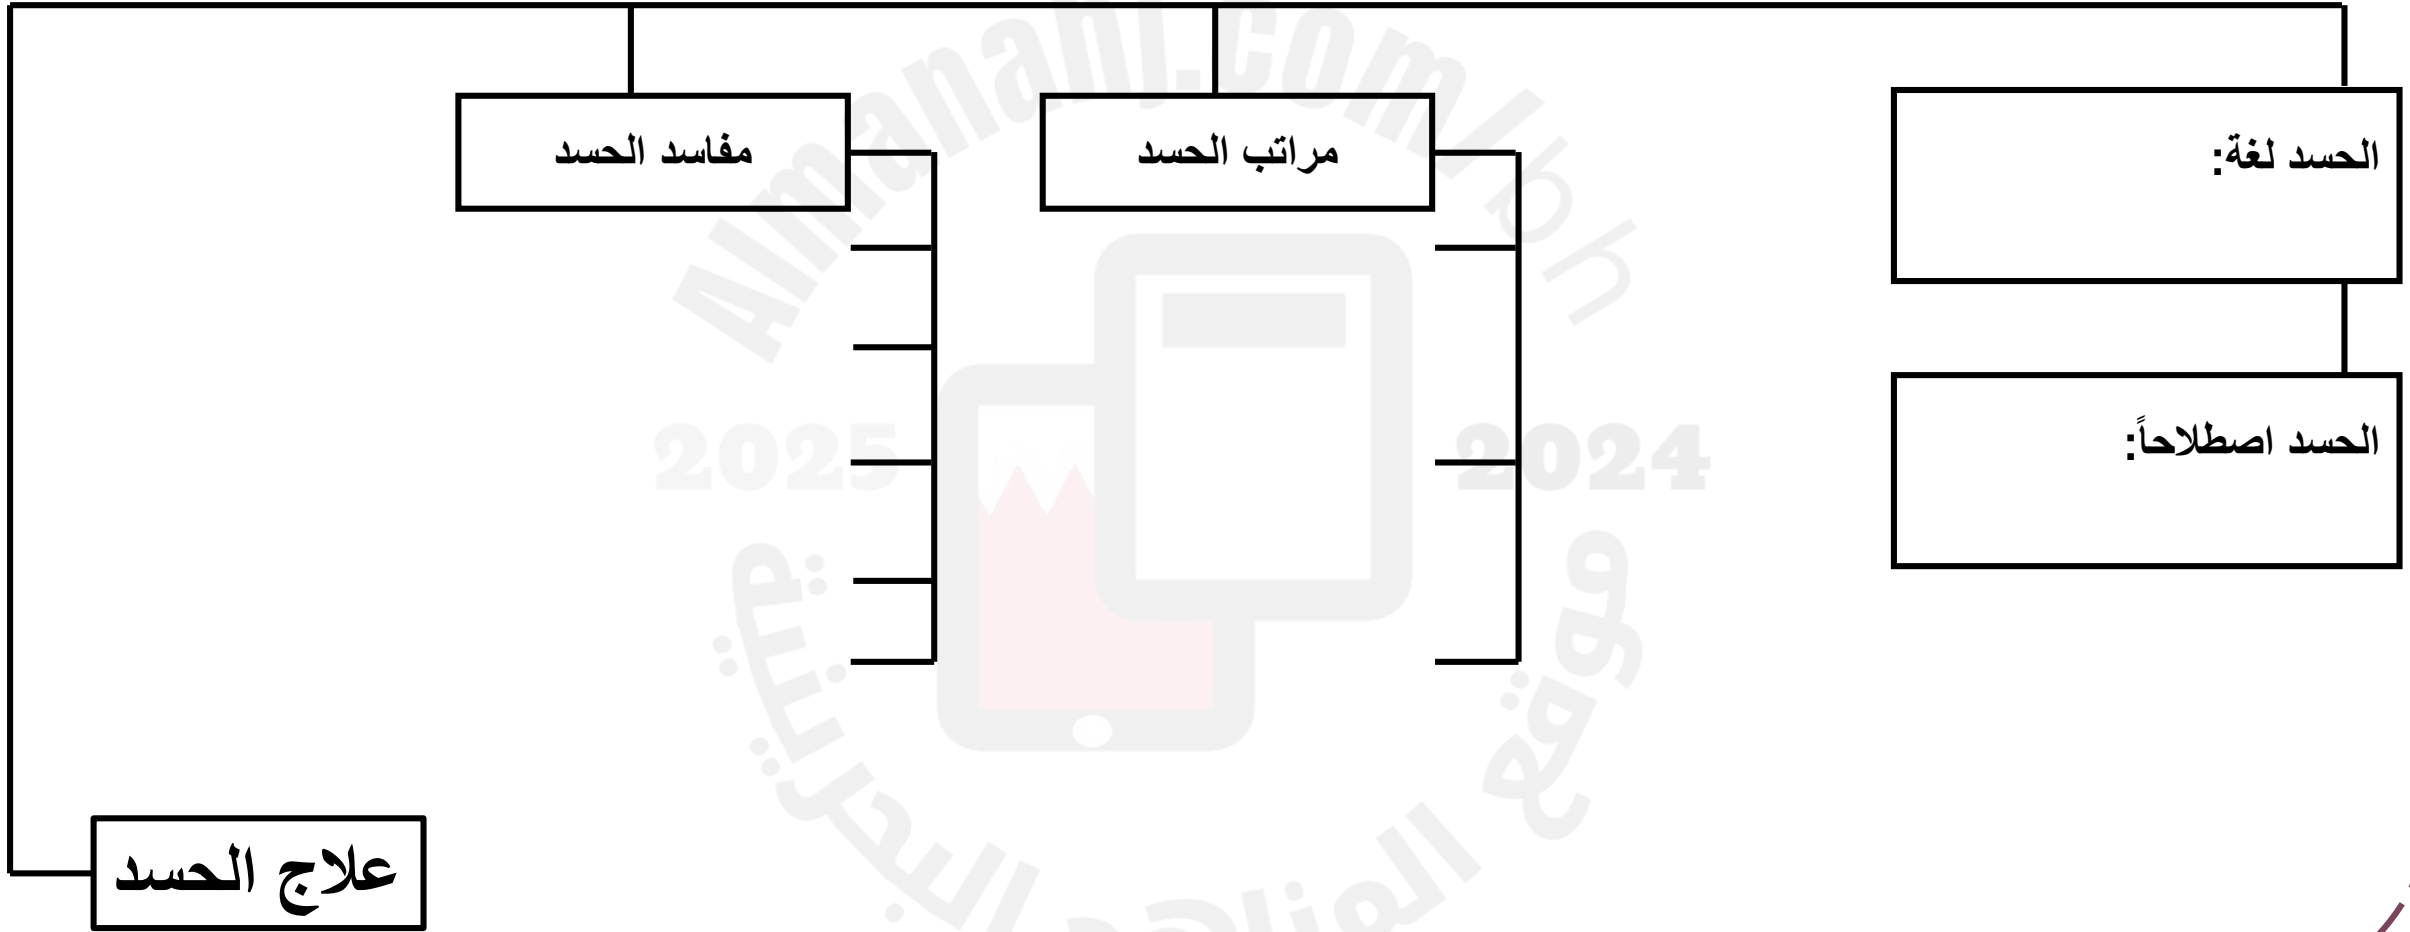 الحسد لغة:
مراتب الحسد
مفاسد الحسد
الحسد اصطلاحاً:
علاج الحسد
Almanahj.com/bh
2025 2024
موقع المناهج البحرينية